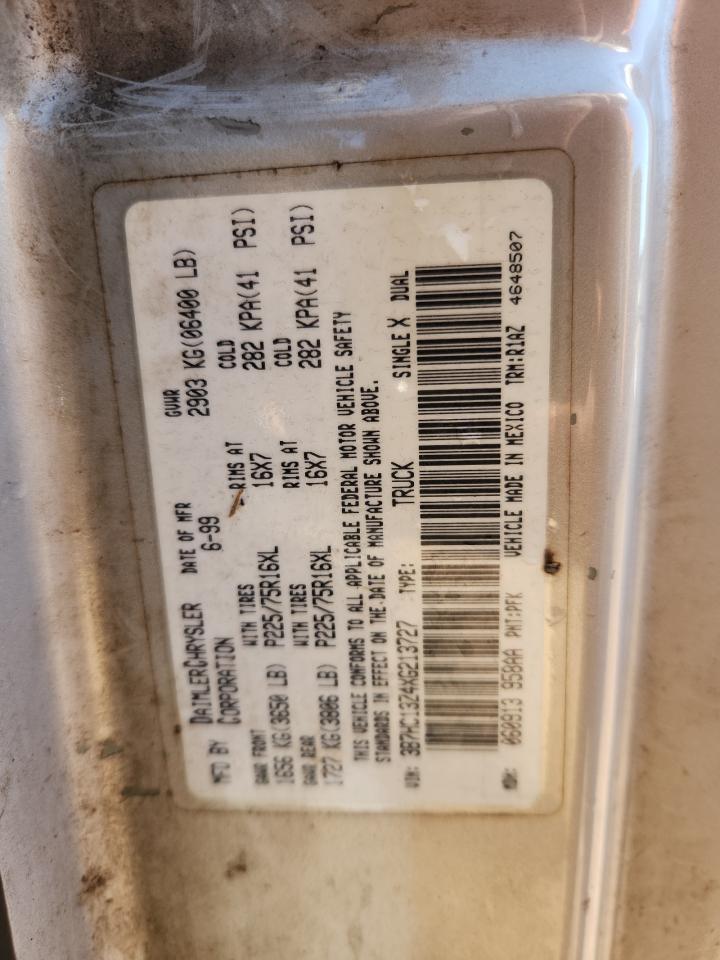 MFD BY DAIMLERCHRYSLER CORPORATION DATE OF MFR 6-99 GVWR 2903 KG(06400 LB)
GAWR FRONT WITH TIRES RIMS AT COLD
1656 KG(3650 LB) P225/75R16XL 16X7 282 KPA(41 PSI)
GAWR REAR WITH TIRES RIMS AT COLD
1727 KG(3806 LB) P225/75R16XL 16X7 282 KPA(41 PSI)
THIS VEHICLE CONFORMS TO ALL APPLICABLE FEDERAL MOTOR VEHICLE SAFETY
STANDARDS IN EFFECT ON THE DATE OF MANUFACTURE SHOWN ABOVE.
VIN: 3B7HC13Z4XG213727 TYPE: TRUCK SINGLE X DUAL
MDH: 060913 958AA PNT:PFK VEHICLE MADE IN MEXICO TRM:R1AZ 4648507